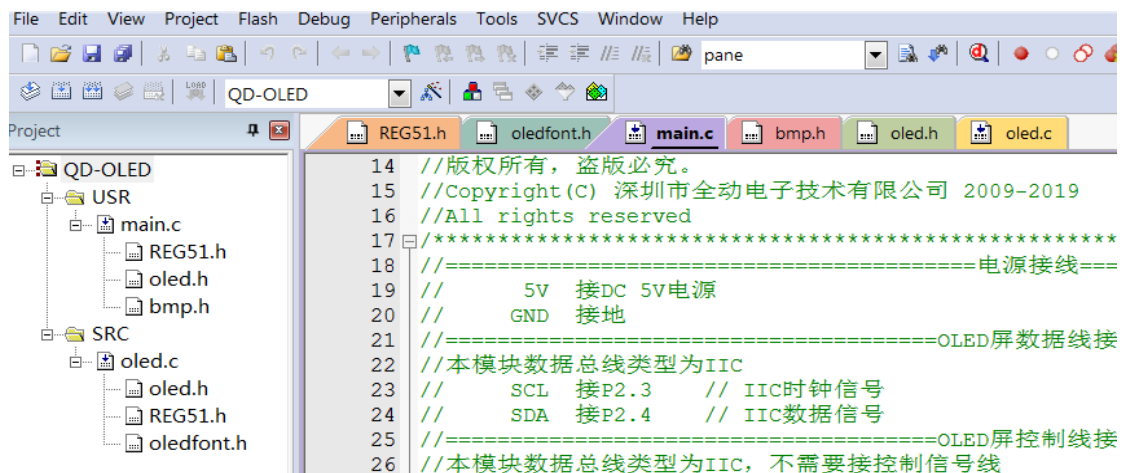 File Edit View Project Flash Debug Peripherals Tools SVCS Window Help
pane
LOAD QD-OLED
Project
REG51.h oledfont.h main.c bmp.h oled.h oled.c
QD-OLED
USR
main.c
REG51.h
oled.h
bmp.h
SRC
oled.c
oled.h
REG51.h
oledfont.h
14 //版权所有，盗版必究。
15 //Copyright(C) 深圳市全动电子技术有限公司 2009-2019
16 //All rights reserved
17 /*****************************************************
18 //=========================================电源接线===
19 // 5V 接DC 5V电源
20 // GND 接地
21 //======================================OLED屏数据线接
22 //本模块数据总线类型为IIC
23 // SCL 接P2.3 // IIC时钟信号
24 // SDA 接P2.4 // IIC数据信号
25 //======================================OLED屏控制线接
26 //本模块数据总线类型为IIC，不需要接控制信号线